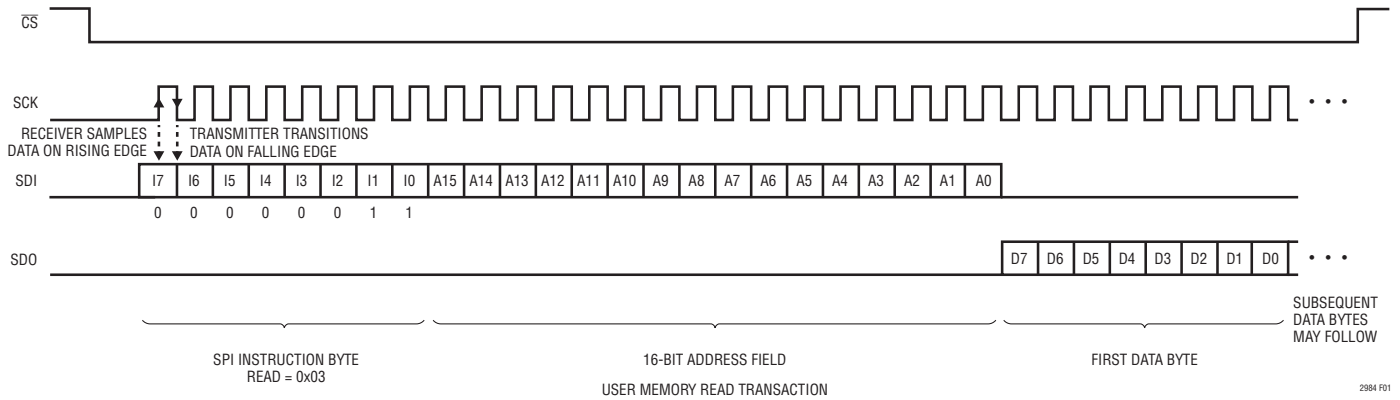 CS
SCK
RECEIVER SAMPLES
DATA ON RISING EDGE
TRANSMITTER TRANSITIONS
DATA ON FALLING EDGE
SDI I7 I6 I5 I4 I3 I2 I1 I0 A15 A14 A13 A12 A11 A10 A9 A8 A7 A6 A5 A4 A3 A2 A1 A0
0 0 0 0 0 0 1 1
SDO D7 D6 D5 D4 D3 D2 D1 D0 • • •
SUBSEQUENT
DATA BYTES
MAY FOLLOW
SPI INSTRUCTION BYTE
READ = 0x03
16-BIT ADDRESS FIELD
FIRST DATA BYTE
USER MEMORY READ TRANSACTION
2984 F01